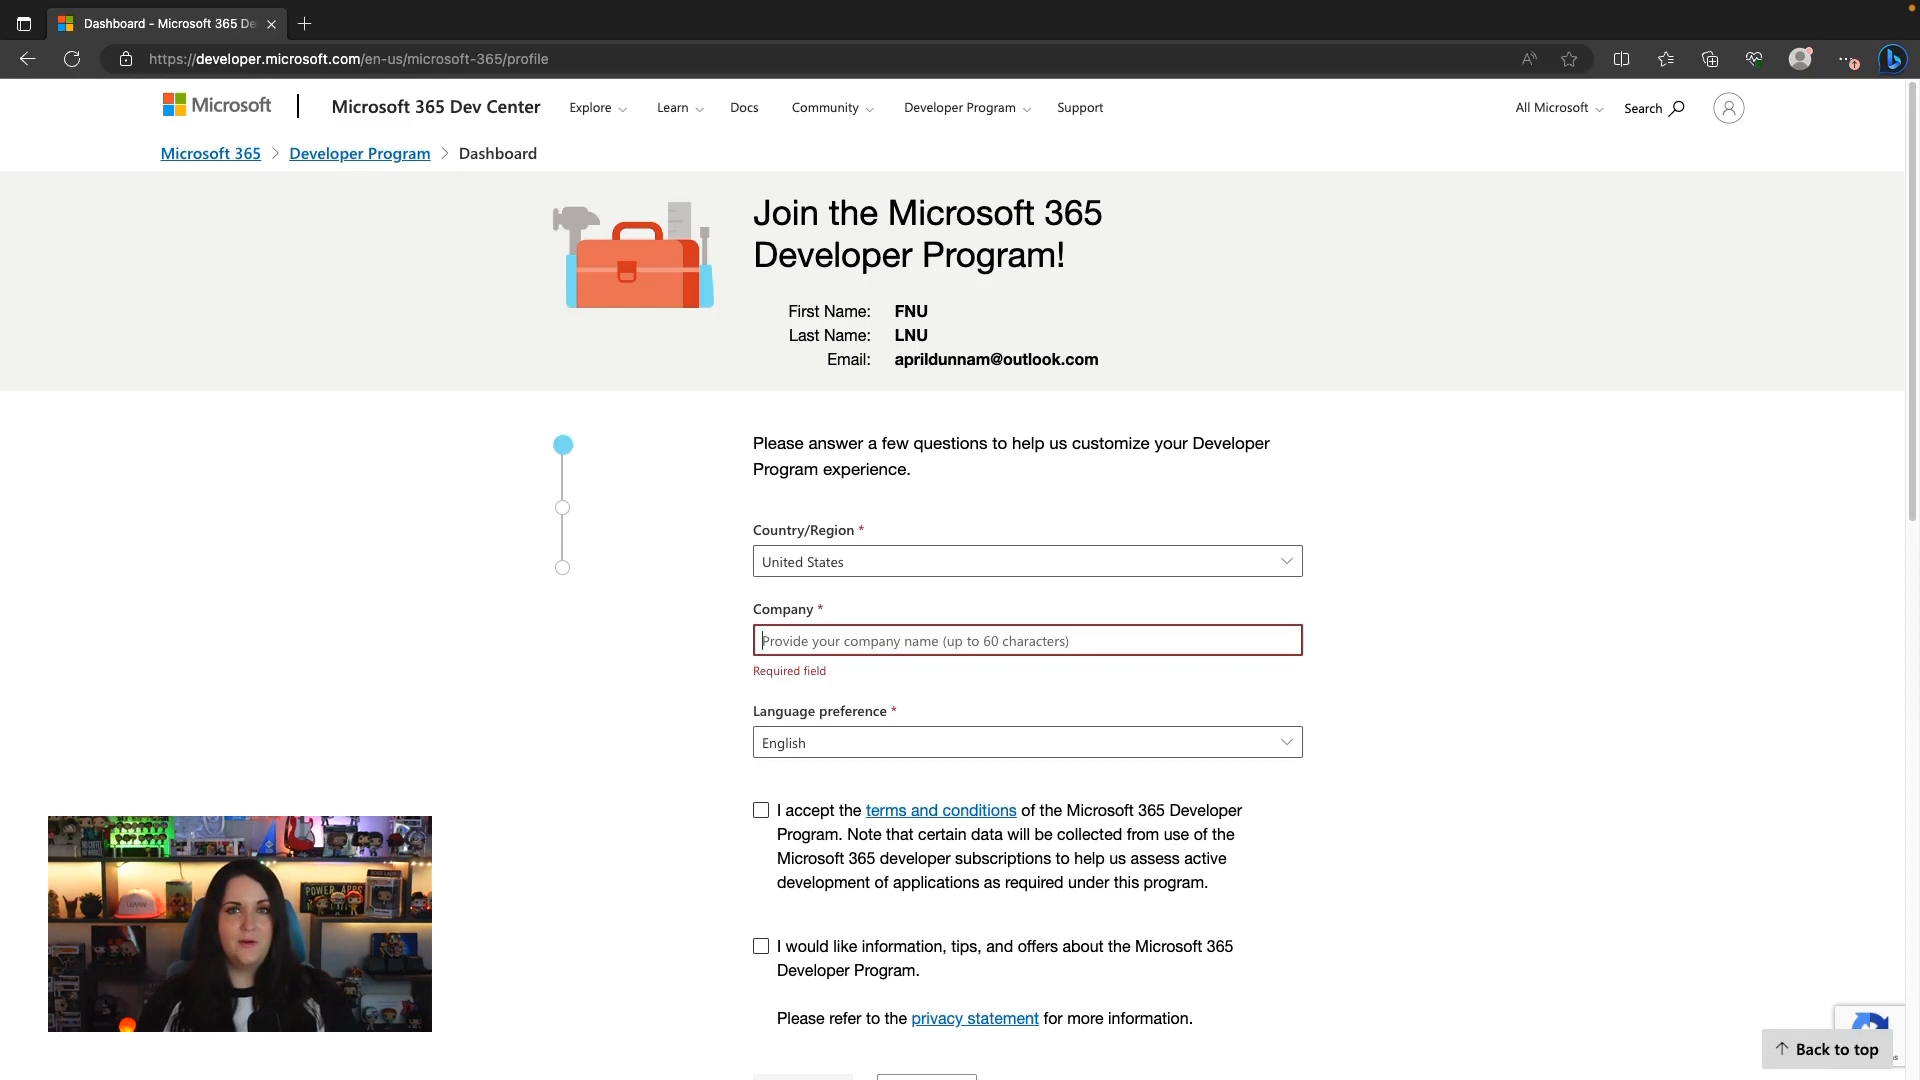 Dashboard - Microsoft 365 De
https://developer.microsoft.com/en-us/microsoft-365/profile
Microsoft
Microsoft 365 Dev Center
Explore
Learn
Docs
Community
Developer Program
Support
All Microsoft
Search
Microsoft 365 > Developer Program > Dashboard
Join the Microsoft 365
Developer Program!
First Name: FNU
Last Name: LNU
Email: aprildunnam@outlook.com
Please answer a few questions to help us customize your Developer
Program experience.
Country/Region *
United States
Company *
Provide your company name (up to 60 characters)
Required field
Language preference *
English
I accept the terms and conditions of the Microsoft 365 Developer
Program. Note that certain data will be collected from use of the
Microsoft 365 developer subscriptions to help us assess active
development of applications as required under this program.
I would like information, tips, and offers about the Microsoft 365
Developer Program.
Please refer to the privacy statement for more information.
POWER APPS
Back to top